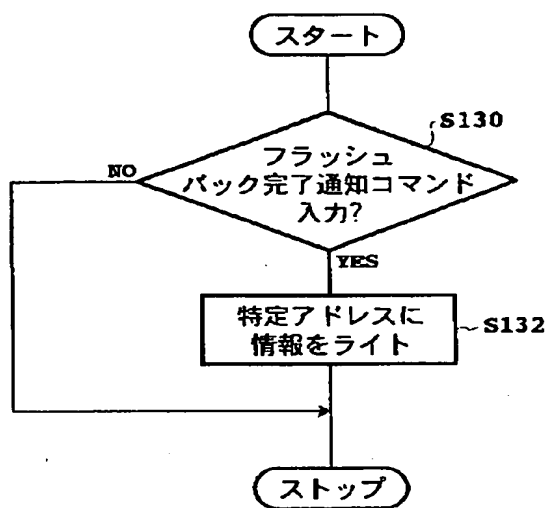 スタート
S130
フラッシュ
バック完了通知コマンド
入力?
NO
YES
特定アドレスに
情報をライト
S132
ストップ